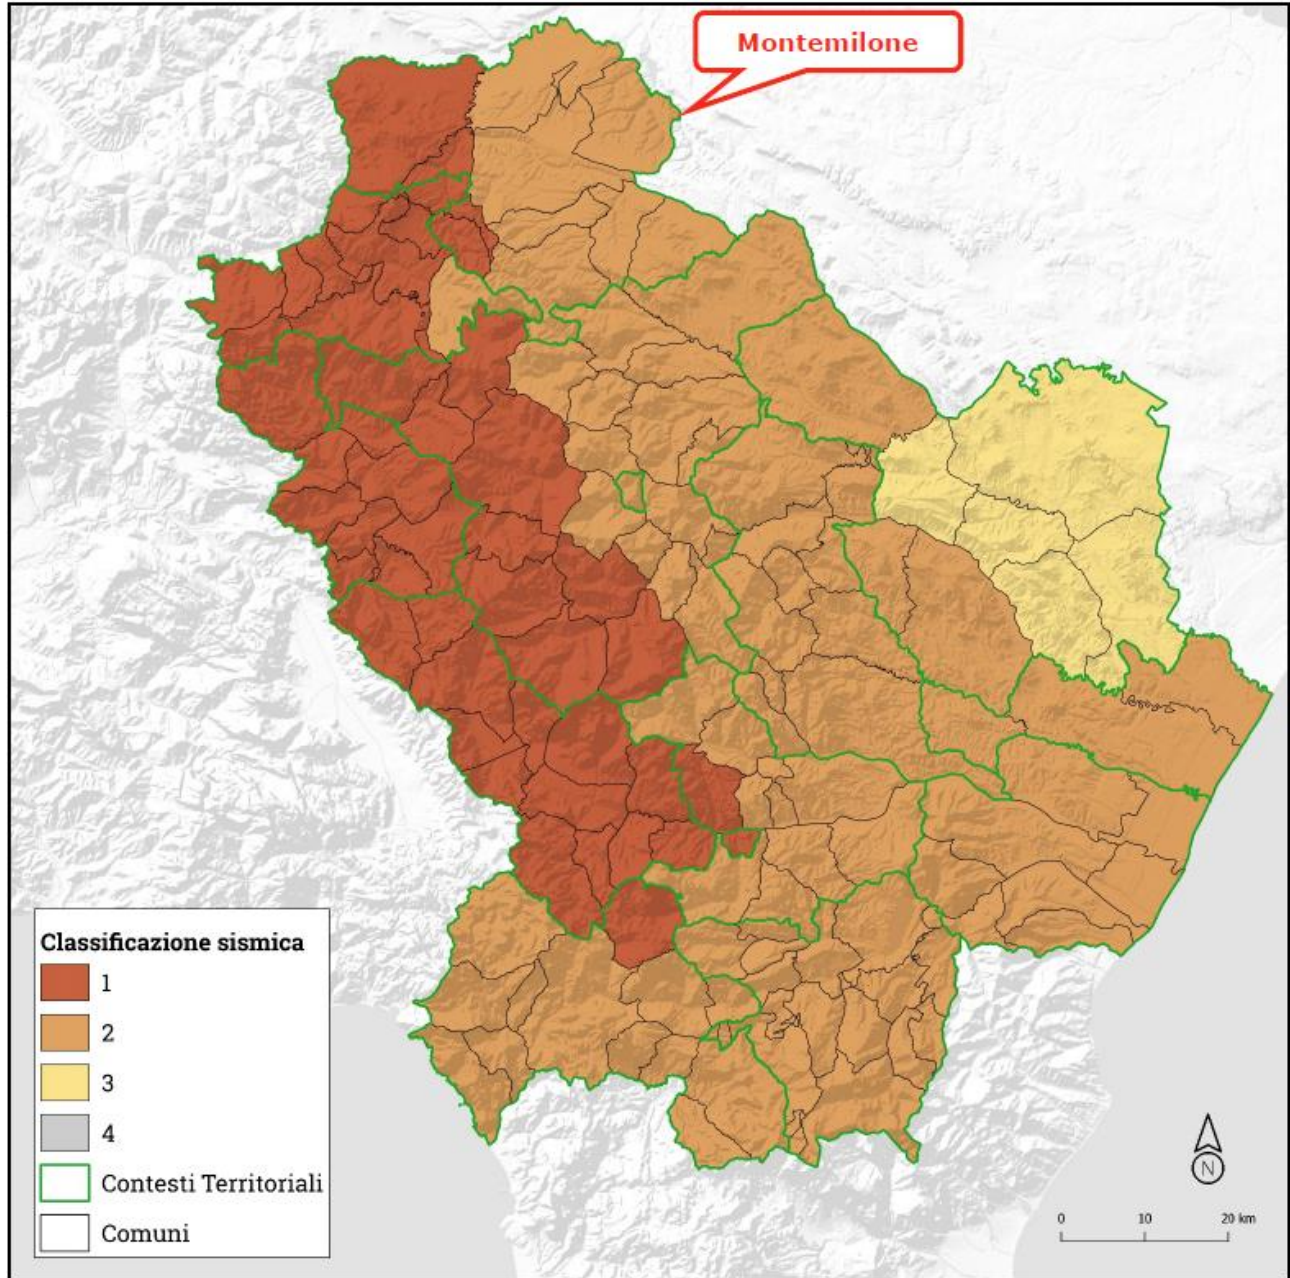 Montemilone
Classificazione sismica
1
2
3
4
Contesti Territoriali
Comuni
N
0 10 20 km